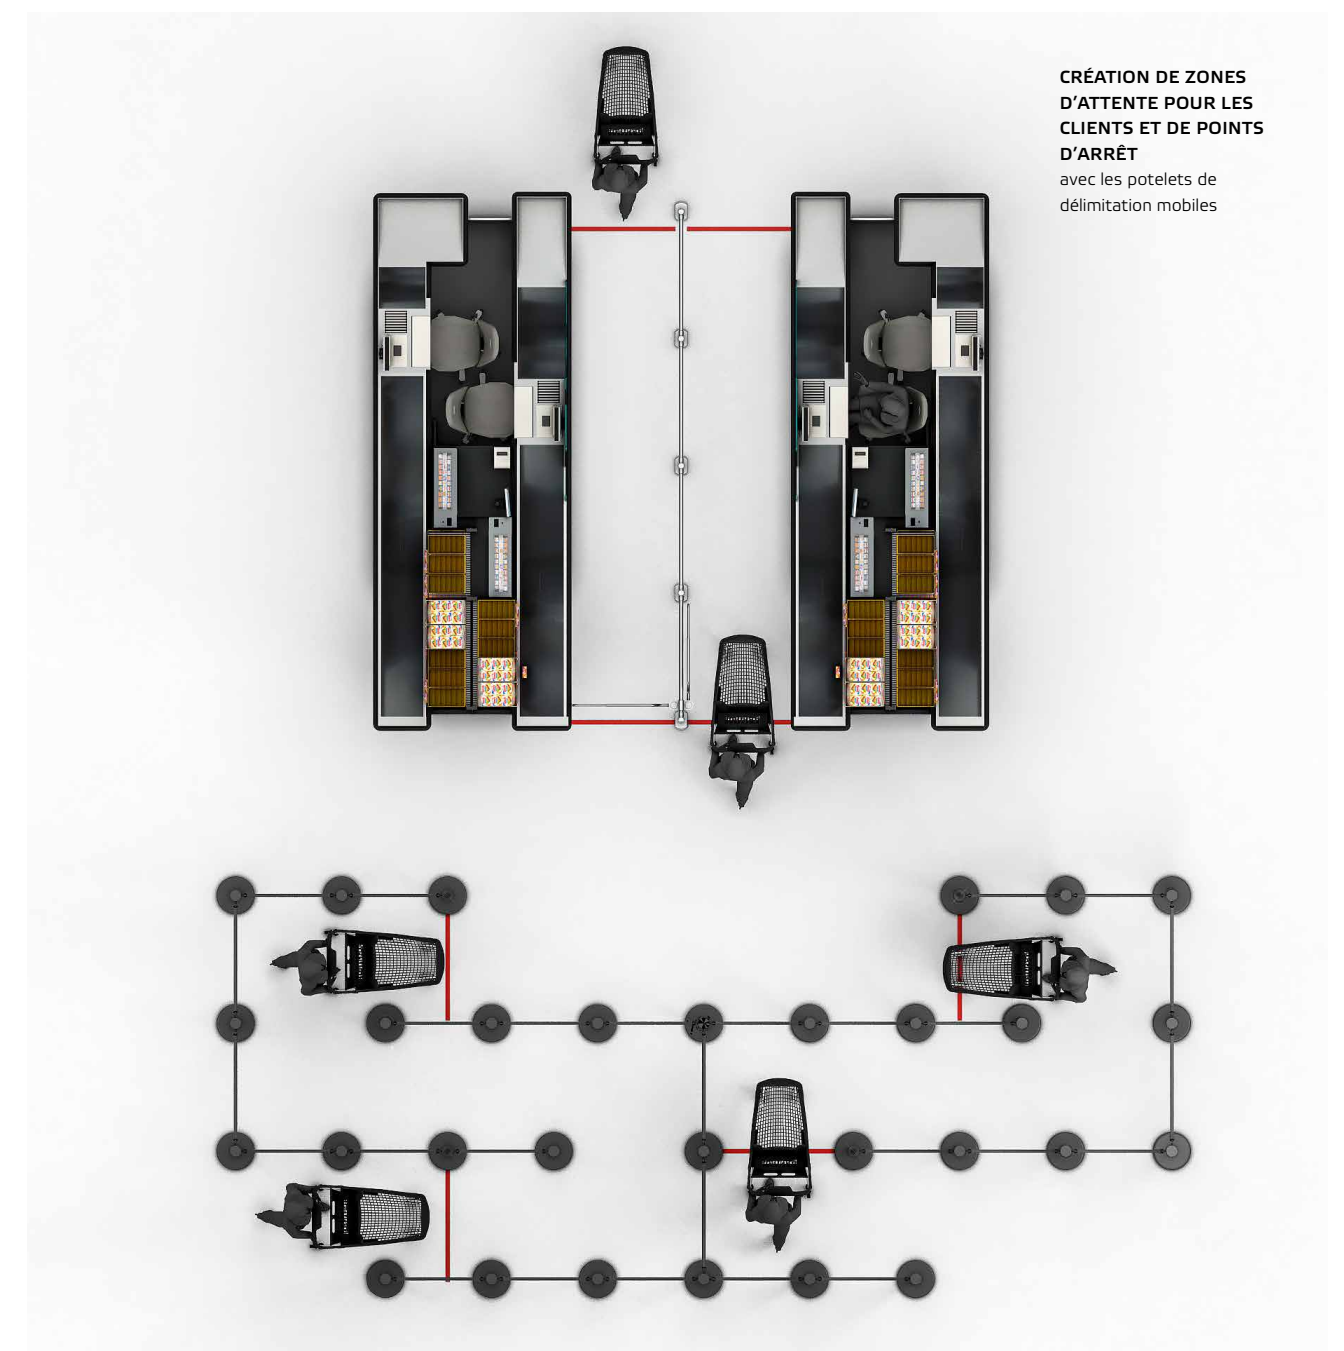 CRÉATION DE ZONES
D’ATTENTE POUR LES
CLIENTS ET DE POINTS
D’ARRÊT
avec les potelets de
délimitation mobiles